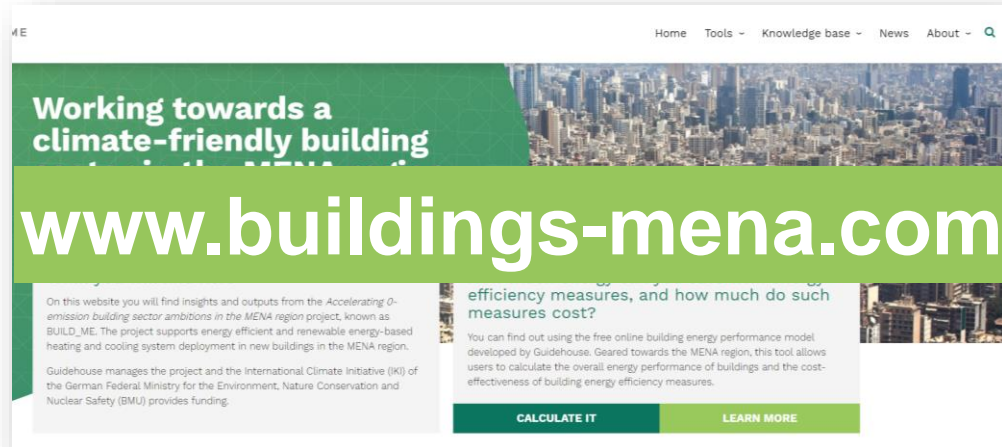 ME
Home Tools Knowledge base News About
Working towards a
climate-friendly building
www.buildings-mena.com
On this website you will find insights and outputs from the Accelerating 0-
emission building sector ambitions in the MENA region project, known as
BUILD_ME. The project supports energy efficient and renewable energy-based
heating and cooling system deployment in new buildings in the MENA region.
Guidehouse manages the project and the International Climate Initiative (IKI) of
the German Federal Ministry for the Environment, Nature Conservation and
Nuclear Safety (BMU) provides funding.
efficiency measures, and how much do such
measures cost?
You can find out using the free online building energy performance model
developed by Guidehouse. Geared towards the MENA region, this tool allows
users to calculate the overall energy performance of buildings and the cost-
effectiveness of building energy efficiency measures.
CALCULATE IT
LEARN MORE